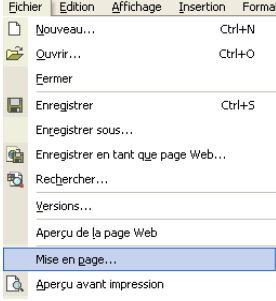 Fichier Edition Affichage Insertion Forma
Nouveau... Ctrl+N
Ouvrir... Ctrl+O
Fermer
Enregistrer Ctrl+S
Enregistrer sous...
Enregistrer en tant que page Web...
Rechercher...
Versions...
Aperçu de la page Web
Mise en page...
Aperçu avant impression